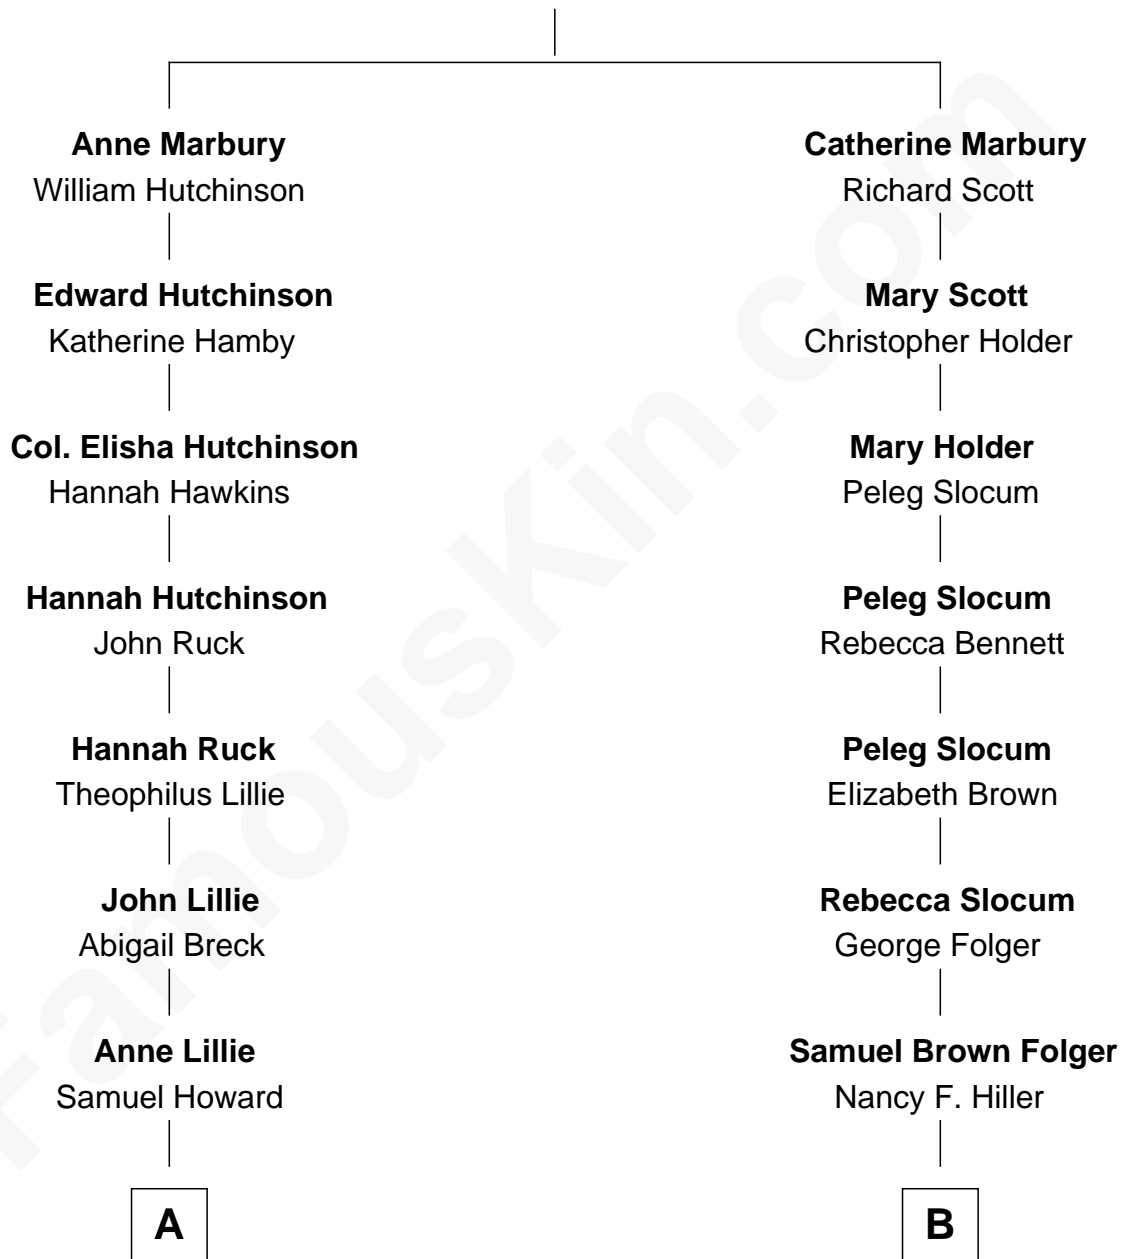 Anne Marbury
William Hutchinson
Edward Hutchinson
Katherine Hamby
Col. Elisha Hutchinson
Hannah Hawkins
Hannah Hutchinson
John Ruck
Hannah Ruck
Theophilus Lillie
John Lillie
Abigail Breck
Anne Lillie
Samuel Howard
A
Catherine Marbury
Richard Scott
Mary Scott
Christopher Holder
Mary Holder
Peleg Slocum
Peleg Slocum
Rebecca Bennett
Peleg Slocum
Elizabeth Brown
Rebecca Slocum
George Folger
Samuel Brown Folger
Nancy F. Hiller
B
FamousKin.com